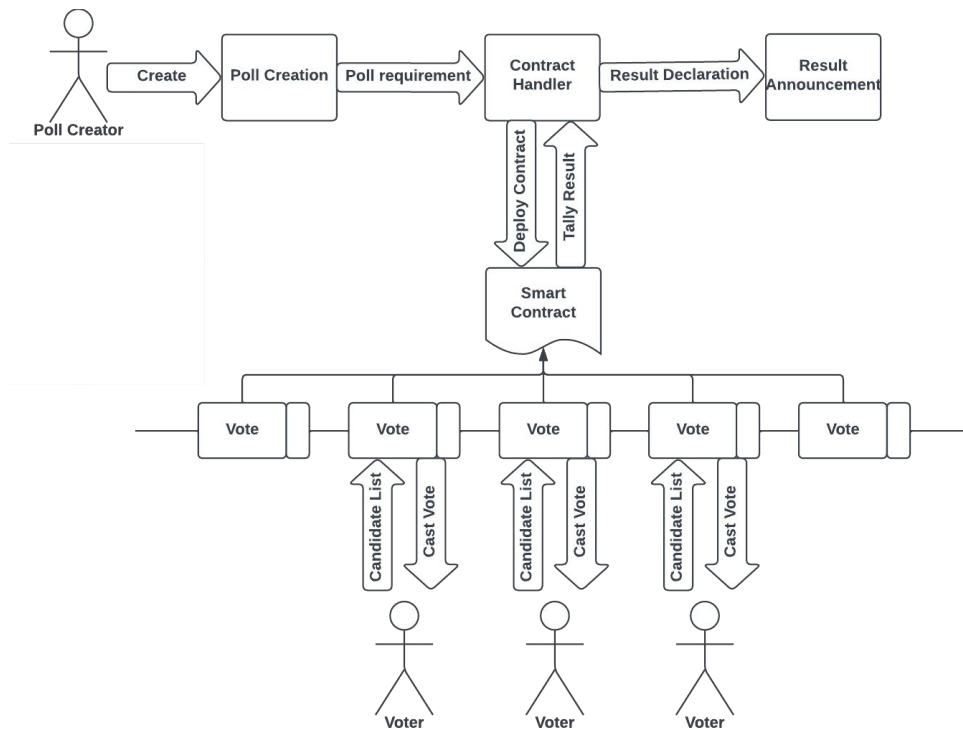 Create
Poll Creation
Poll requirement
Contract
Handler
Result Declaration
Result
Announcement
Poll Creator
Deploy Contract
Tally Result
Smart
Contract
Vote
Vote
Vote
Vote
Vote
Candidate List
Cast Vote
Candidate List
Cast Vote
Candidate List
Cast Vote
Voter
Voter
Voter